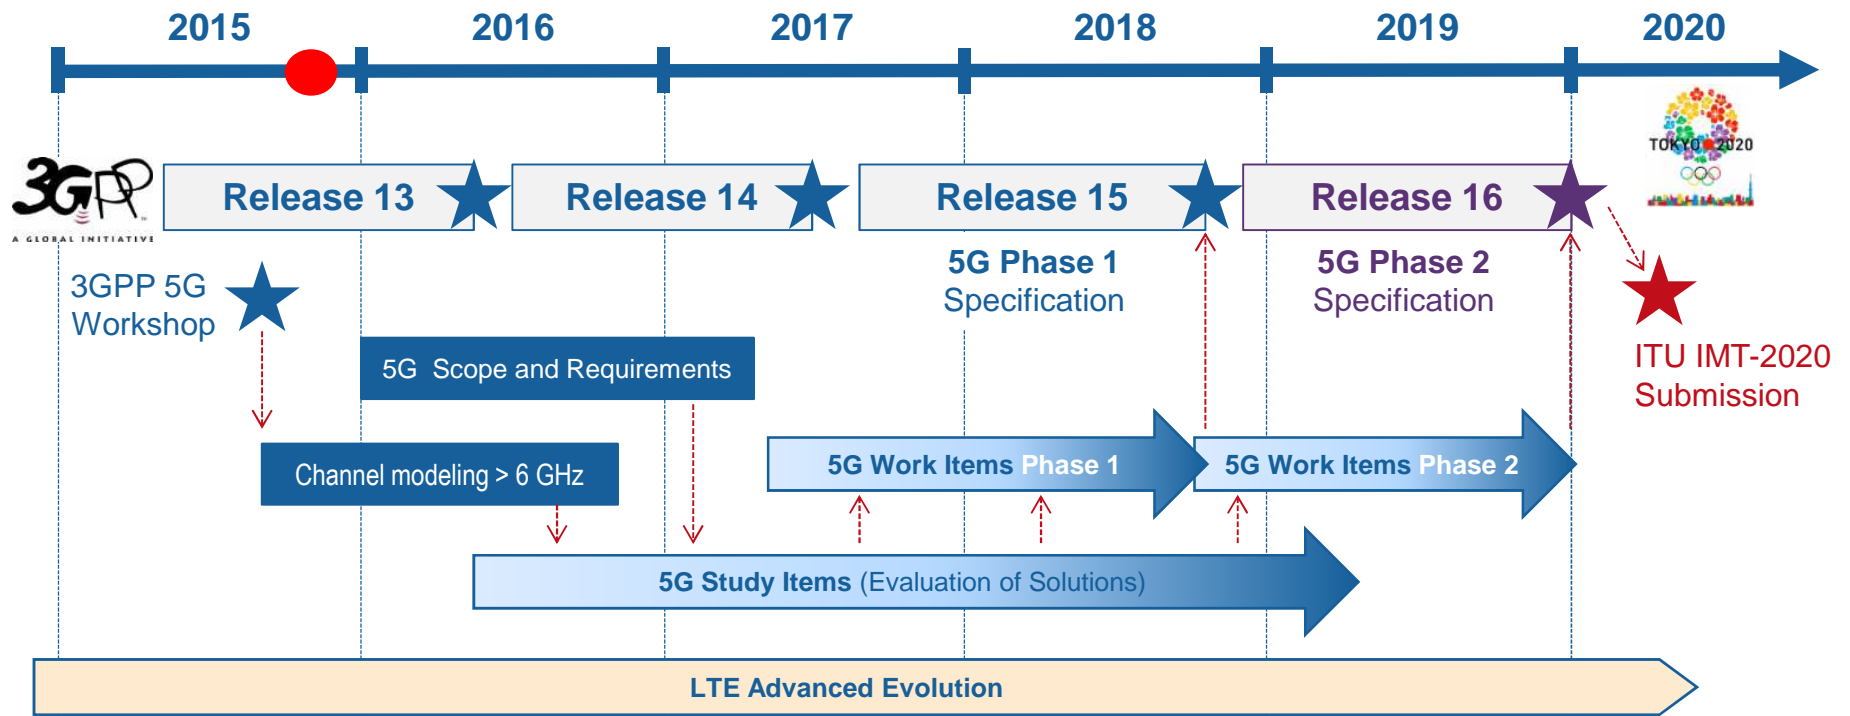 2015
2016
2017
2018
2019
2020
3GPP
TM
A GLOBAL INITIATIVE
TOKYO 2020
Release 13
Release 14
Release 15
Release 16
5G Phase 1
Specification
5G Phase 2
Specification
3GPP 5G
Workshop
ITU IMT-2020
Submission
5G Scope and Requirements
Channel modeling > 6 GHz
5G Work Items Phase 1
5G Work Items Phase 2
5G Study Items (Evaluation of Solutions)
LTE Advanced Evolution